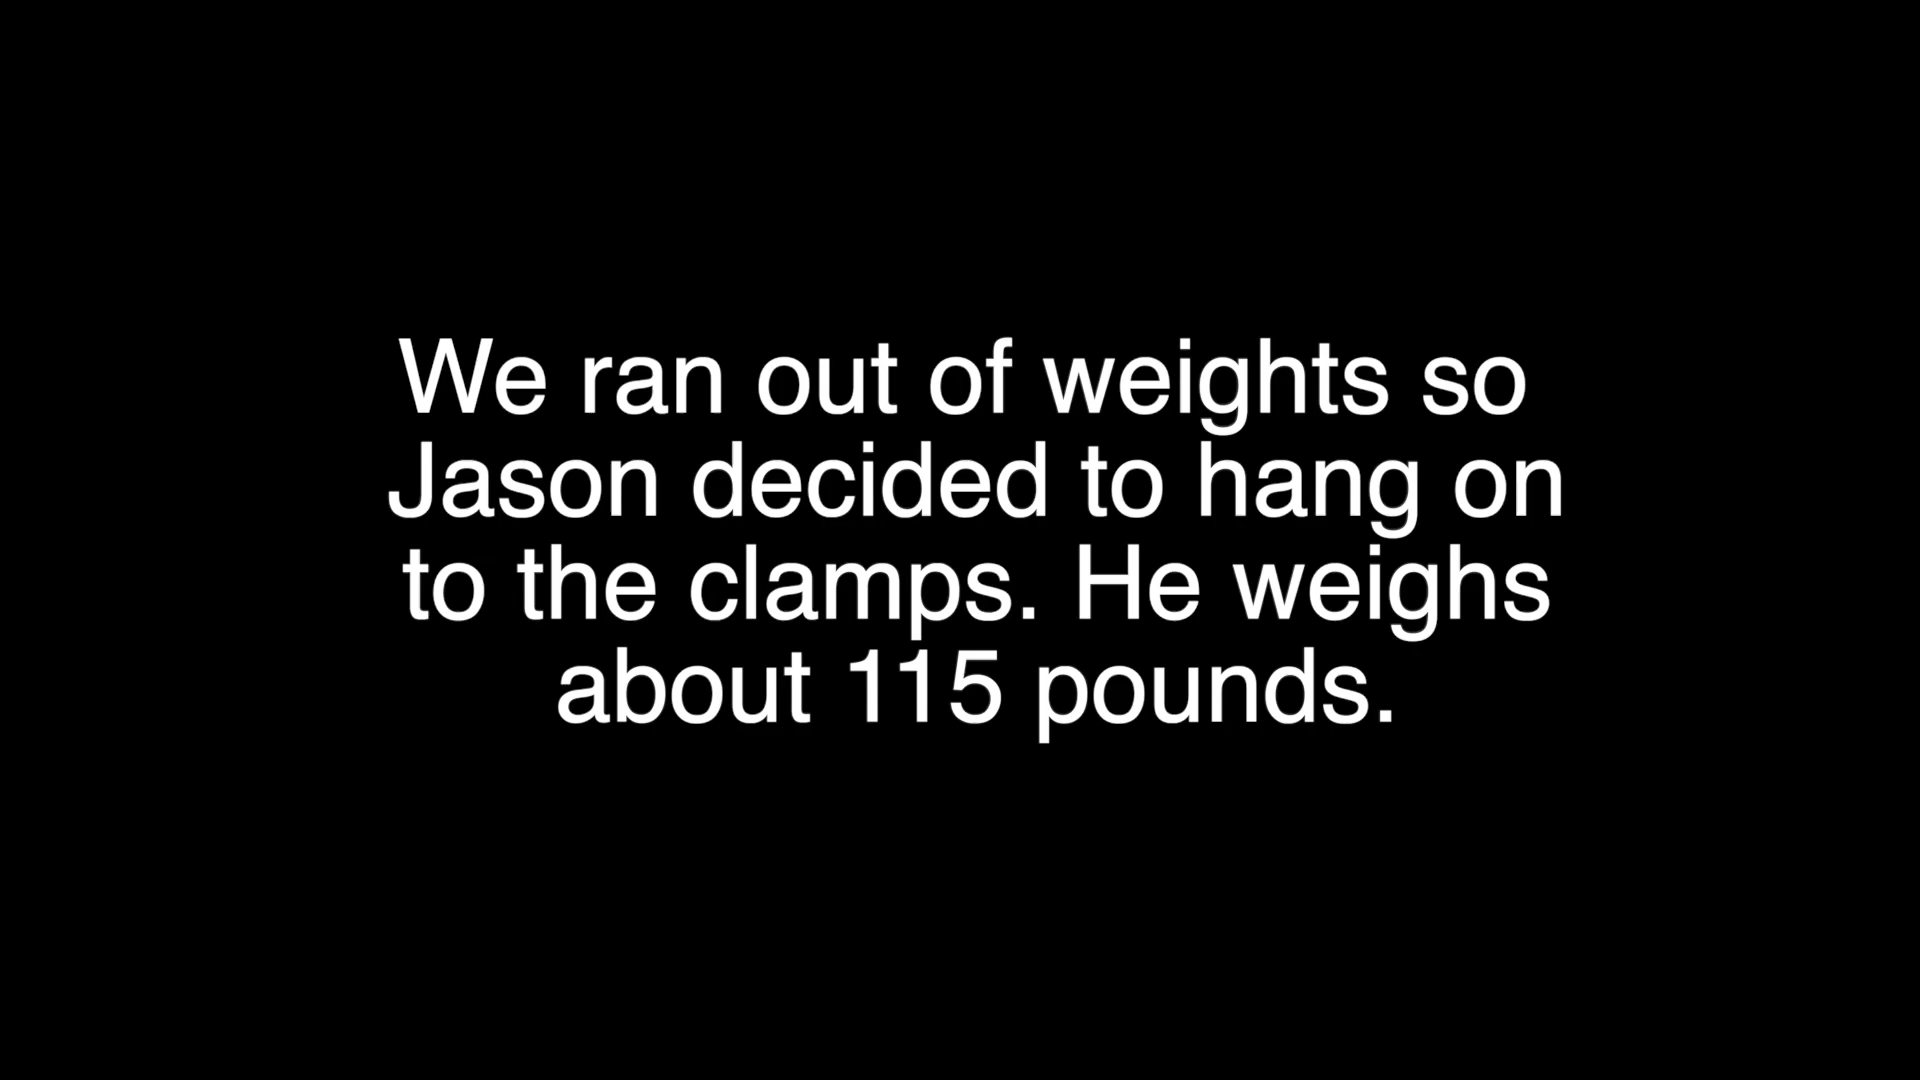 We ran out of weights so
Jason decided to hang on
to the clamps. He weighs
about 115 pounds.